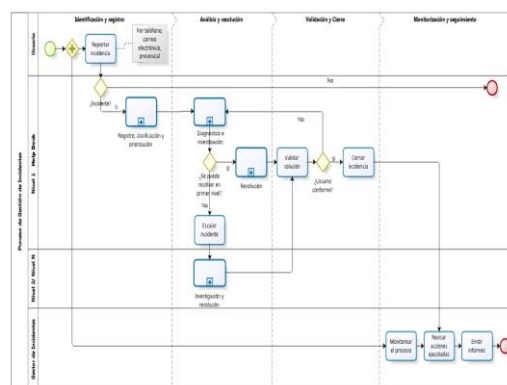 Identificación y registro
Análisis y resolución
Validación y Cierre
Monitorización y seguimiento
Proceso de Gestión de Incidentes
Usuario
Reportar
incidencia
Por teléfono,
correo
electrónico,
presencial
Nivel 1 Help Desk
No
¿Incidente?
Si
Registro, clasificación y
priorización
Diagnóstico e
investigación
No
¿Se puede
resolver en
primer nivel?
Si
Resolución
Validar
solución
¿Usuario
conforme?
Si
Cerrar
incidencia
No
Escalar
incidente
Nivel 2/ Nivel N
Investigación y
resolución
Gestor de Incidentes
Monitorear
el proceso
Revisar
acciones
ejecutadas
Emitir
informes